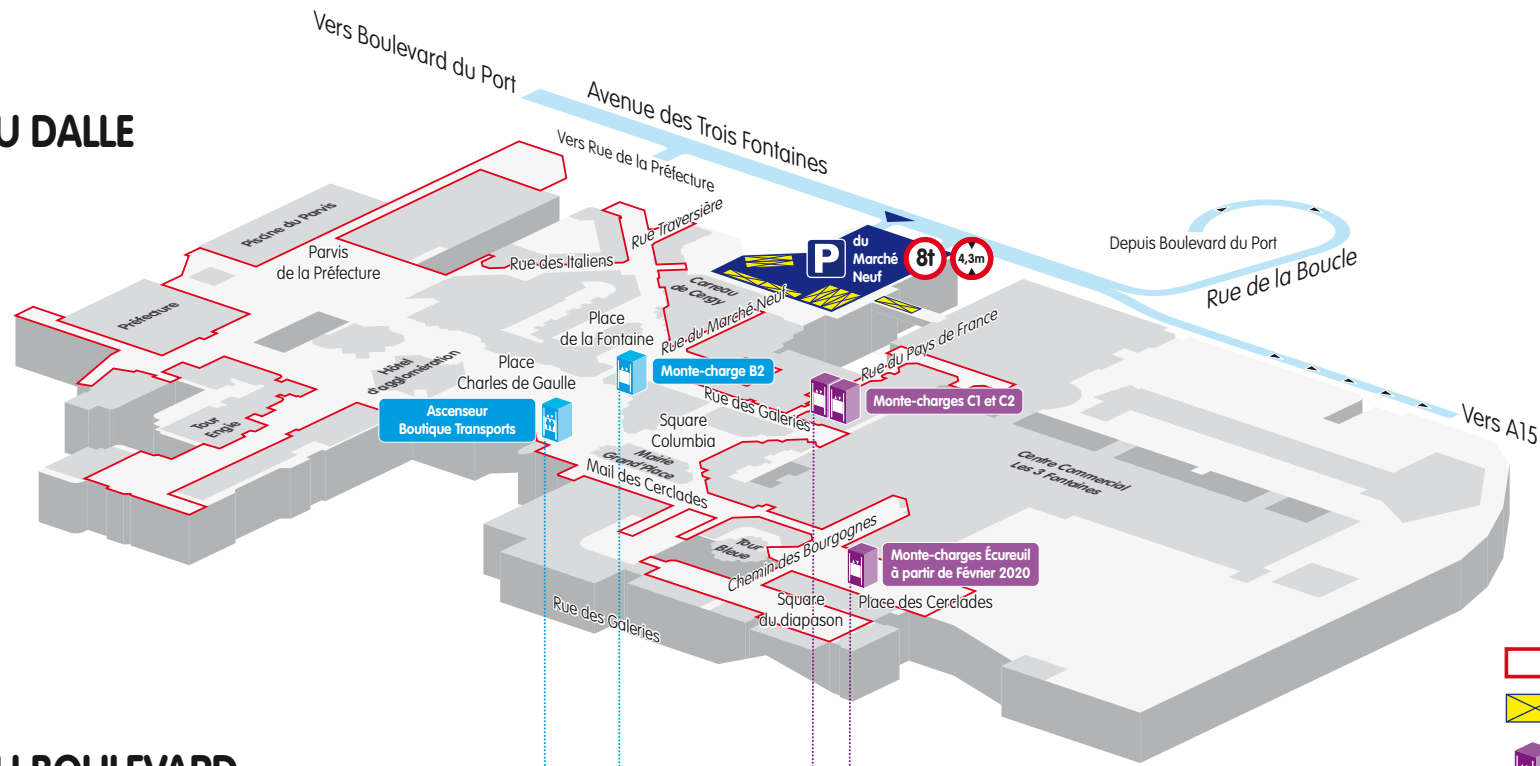 Vers Boulevard du Port
Avenue des Trois Fontaines
U DALLE
Vers Rue de la Préfecture
Piscine du Parvis
Parvis
de la Préfecture
Rue Traversière
Rue des Italiens
P
du
Marché
Neuf
8t
4,3m
Depuis Boulevard du Port
Rue de la Boucle
Carreau
de Cergy
Préfecture
Place
de la Fontaine
Rue du Marché Neuf
Rue du Pays de France
Hôtel
d'agglomération
Place
Charles de Gaulle
Monte-charge B2
Monte-charges C1 et C2
Rue des Galeries
Vers A15
Tour
Engie
Ascenseur
Boutique Transports
Square
Columbia
Mairie
Grand'Place
Mail des Cerclades
Centre Commercial
Les 3 Fontaines
Tour
Bleue
Chemin des Bourgognes
Monte-charges Écureuil
à partir de Février 2020
Rue des Galeries
Square
du diapason
Place des Cerclades
U BOULEVARD